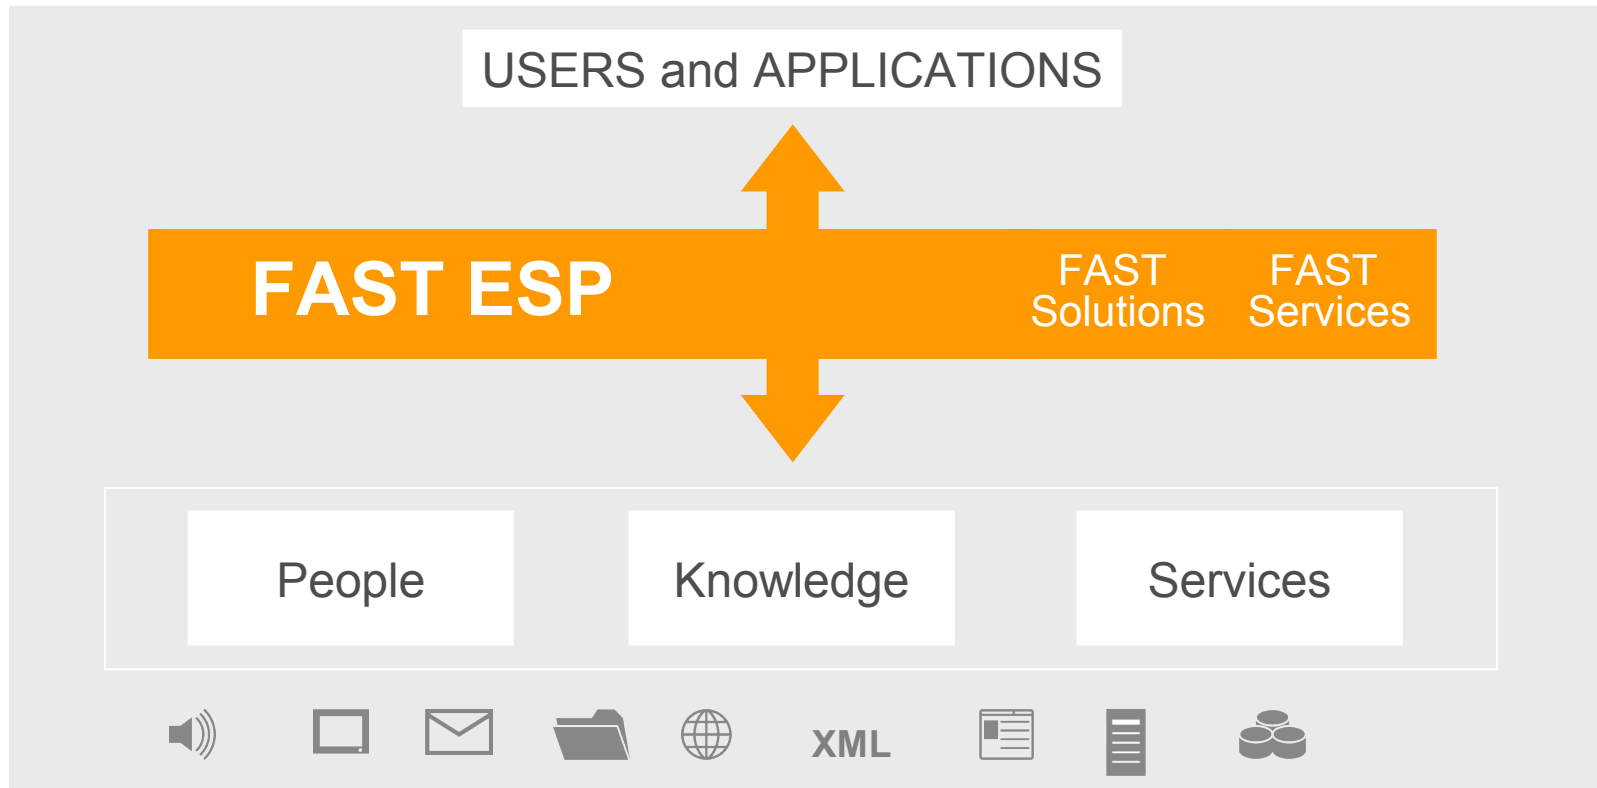 USERS and APPLICATIONS
FAST ESP
FAST
Solutions
FAST
Services
People
Knowledge
Services
XML